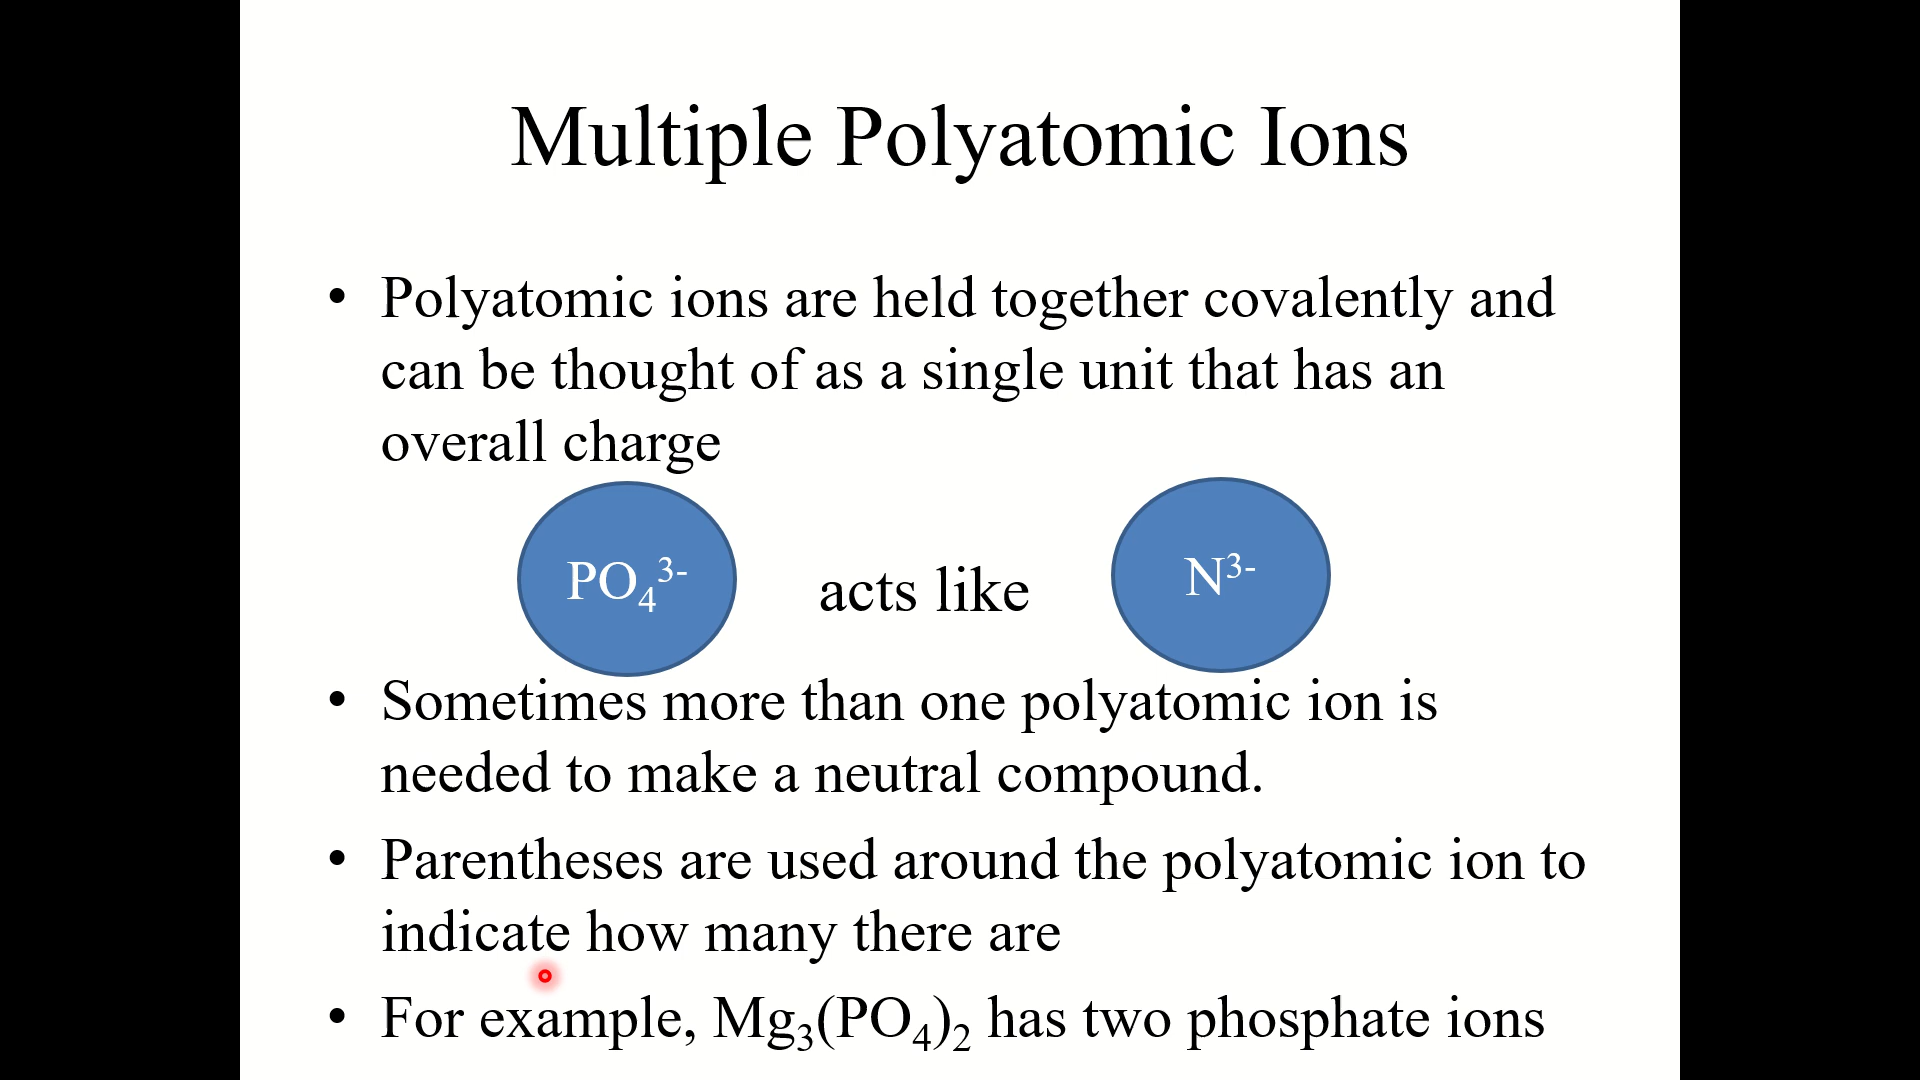 Multiple Polyatomic Ions
• Polyatomic ions are held together covalently and
can be thought of as a single unit that has an
overall charge
PO₄³⁻ acts like N³⁻
• Sometimes more than one polyatomic ion is
needed to make a neutral compound.
• Parentheses are used around the polyatomic ion to
indicate how many there are
• For example, Mg₃(PO₄)₂ has two phosphate ions